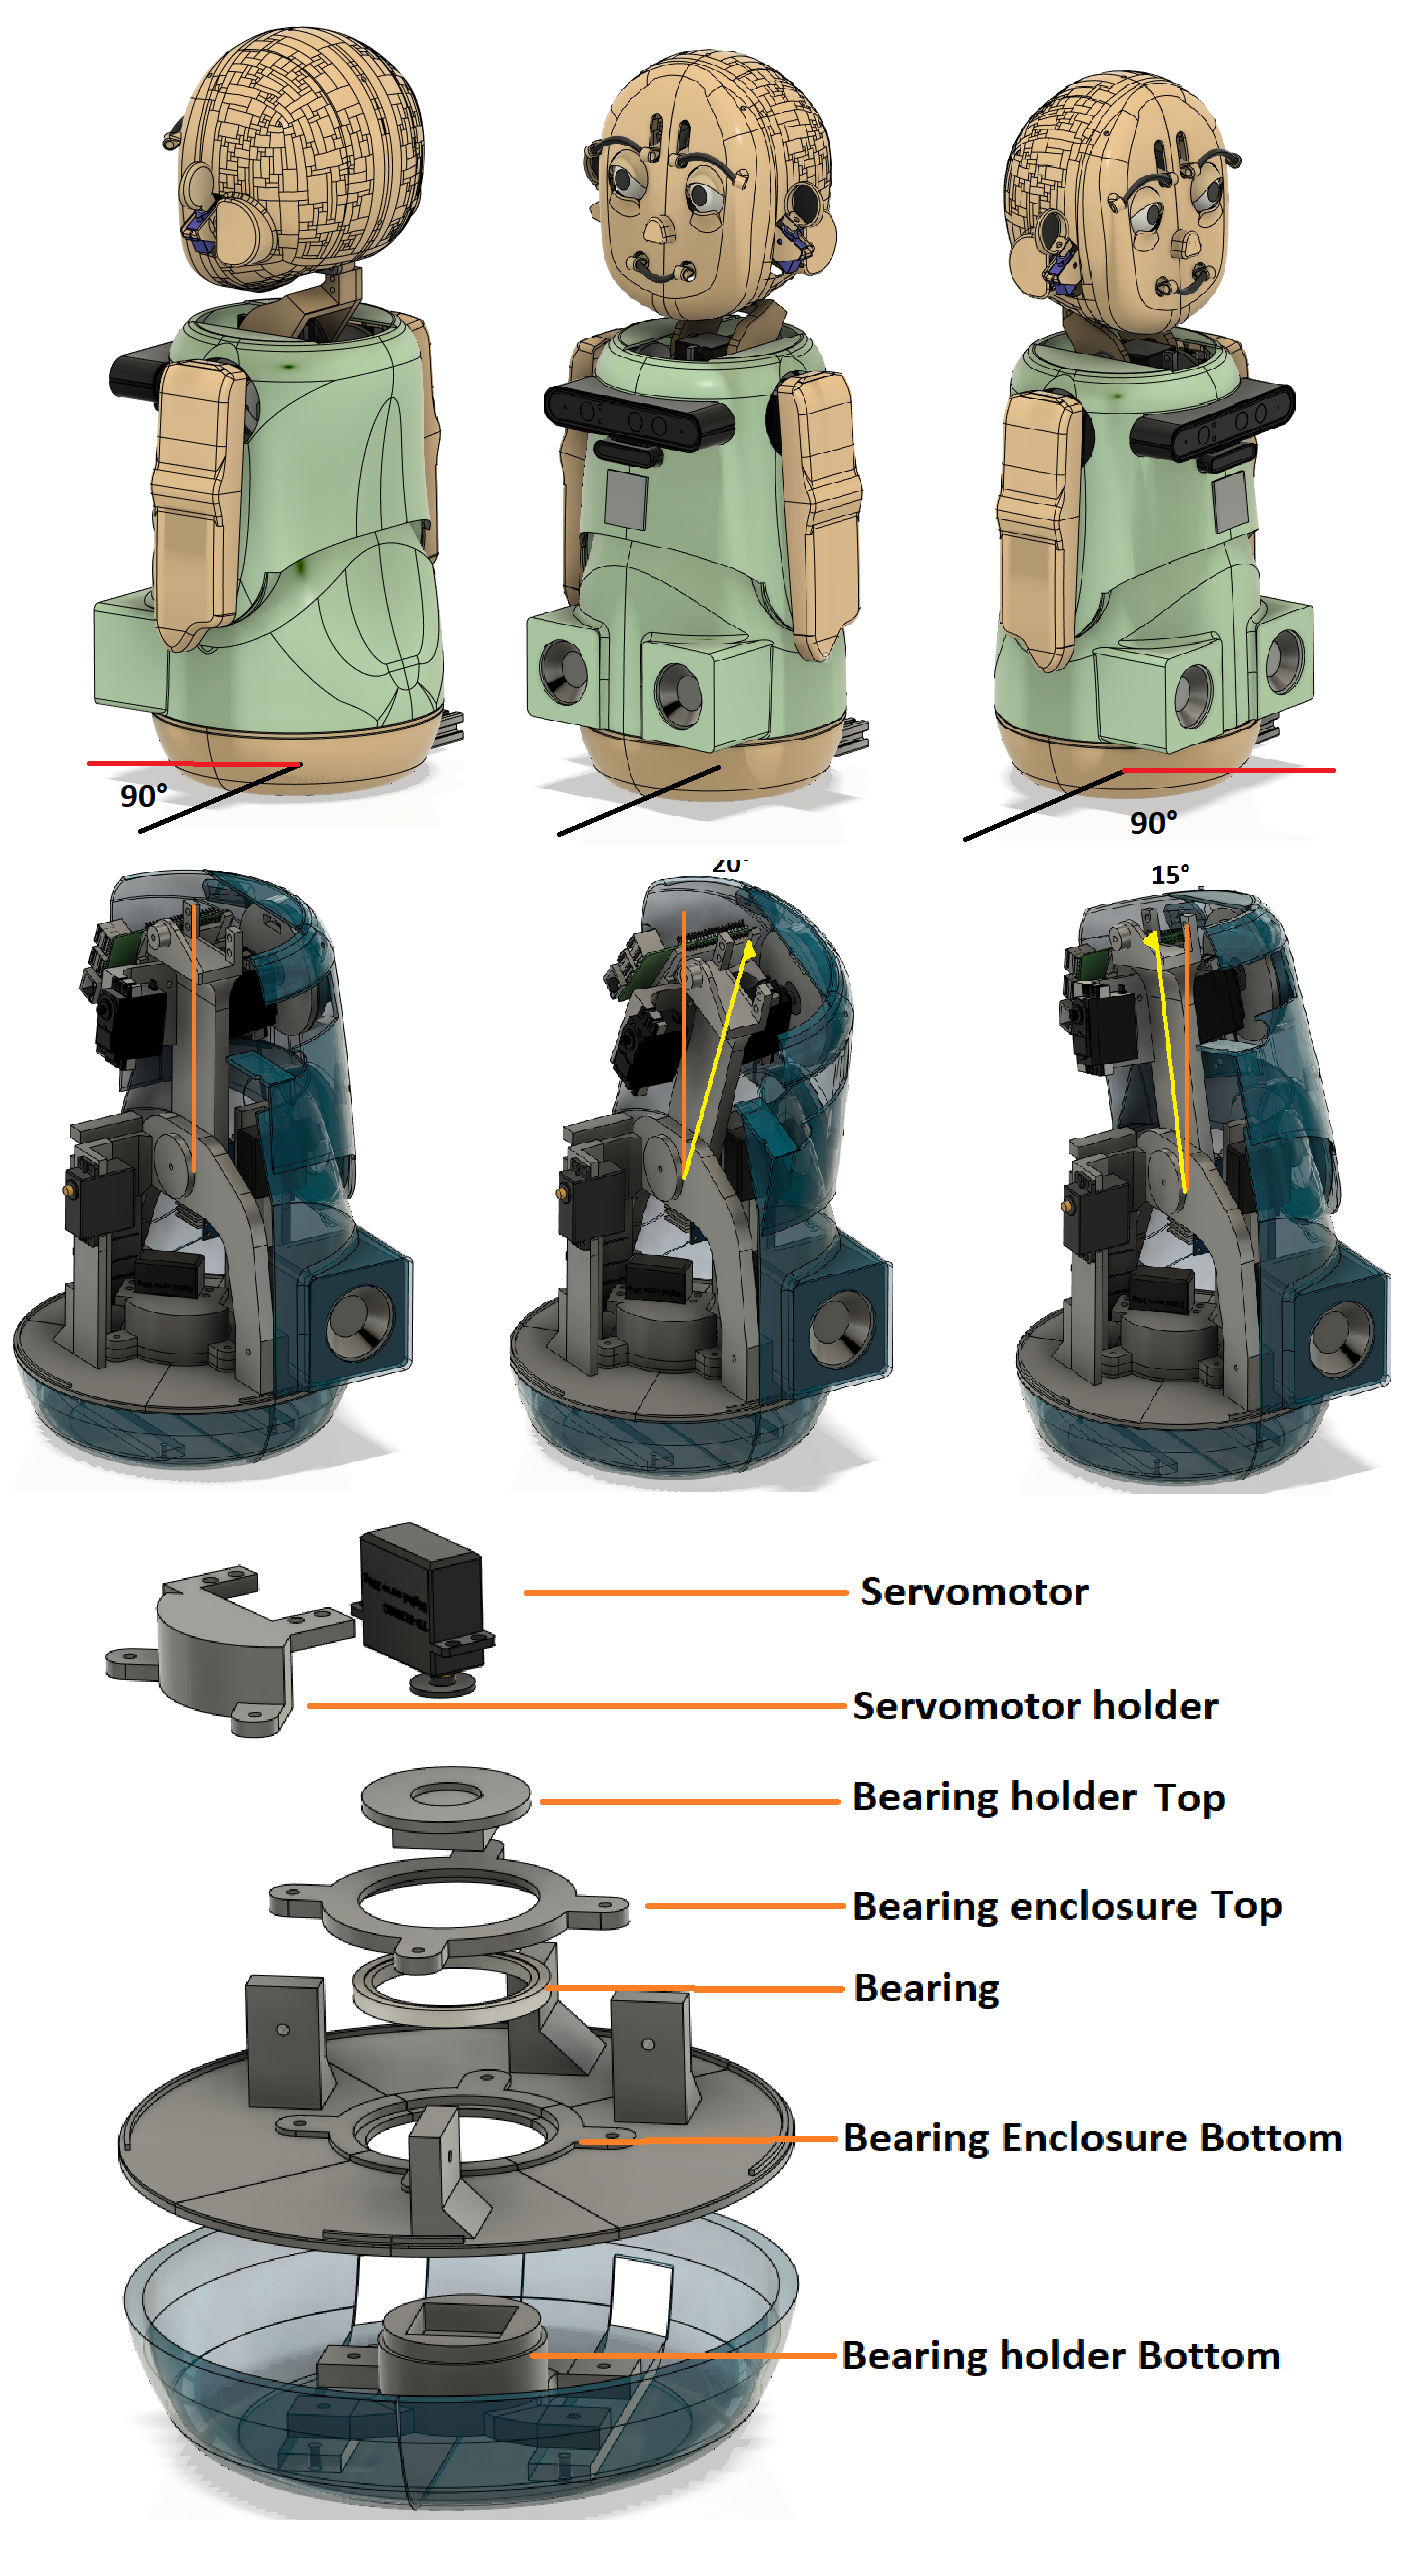 90°
90°
20°
15°
Servomotor
Servomotor holder
Bearing holder Top
Bearing enclosure Top
Bearing
Bearing Enclosure Bottom
Bearing holder Bottom